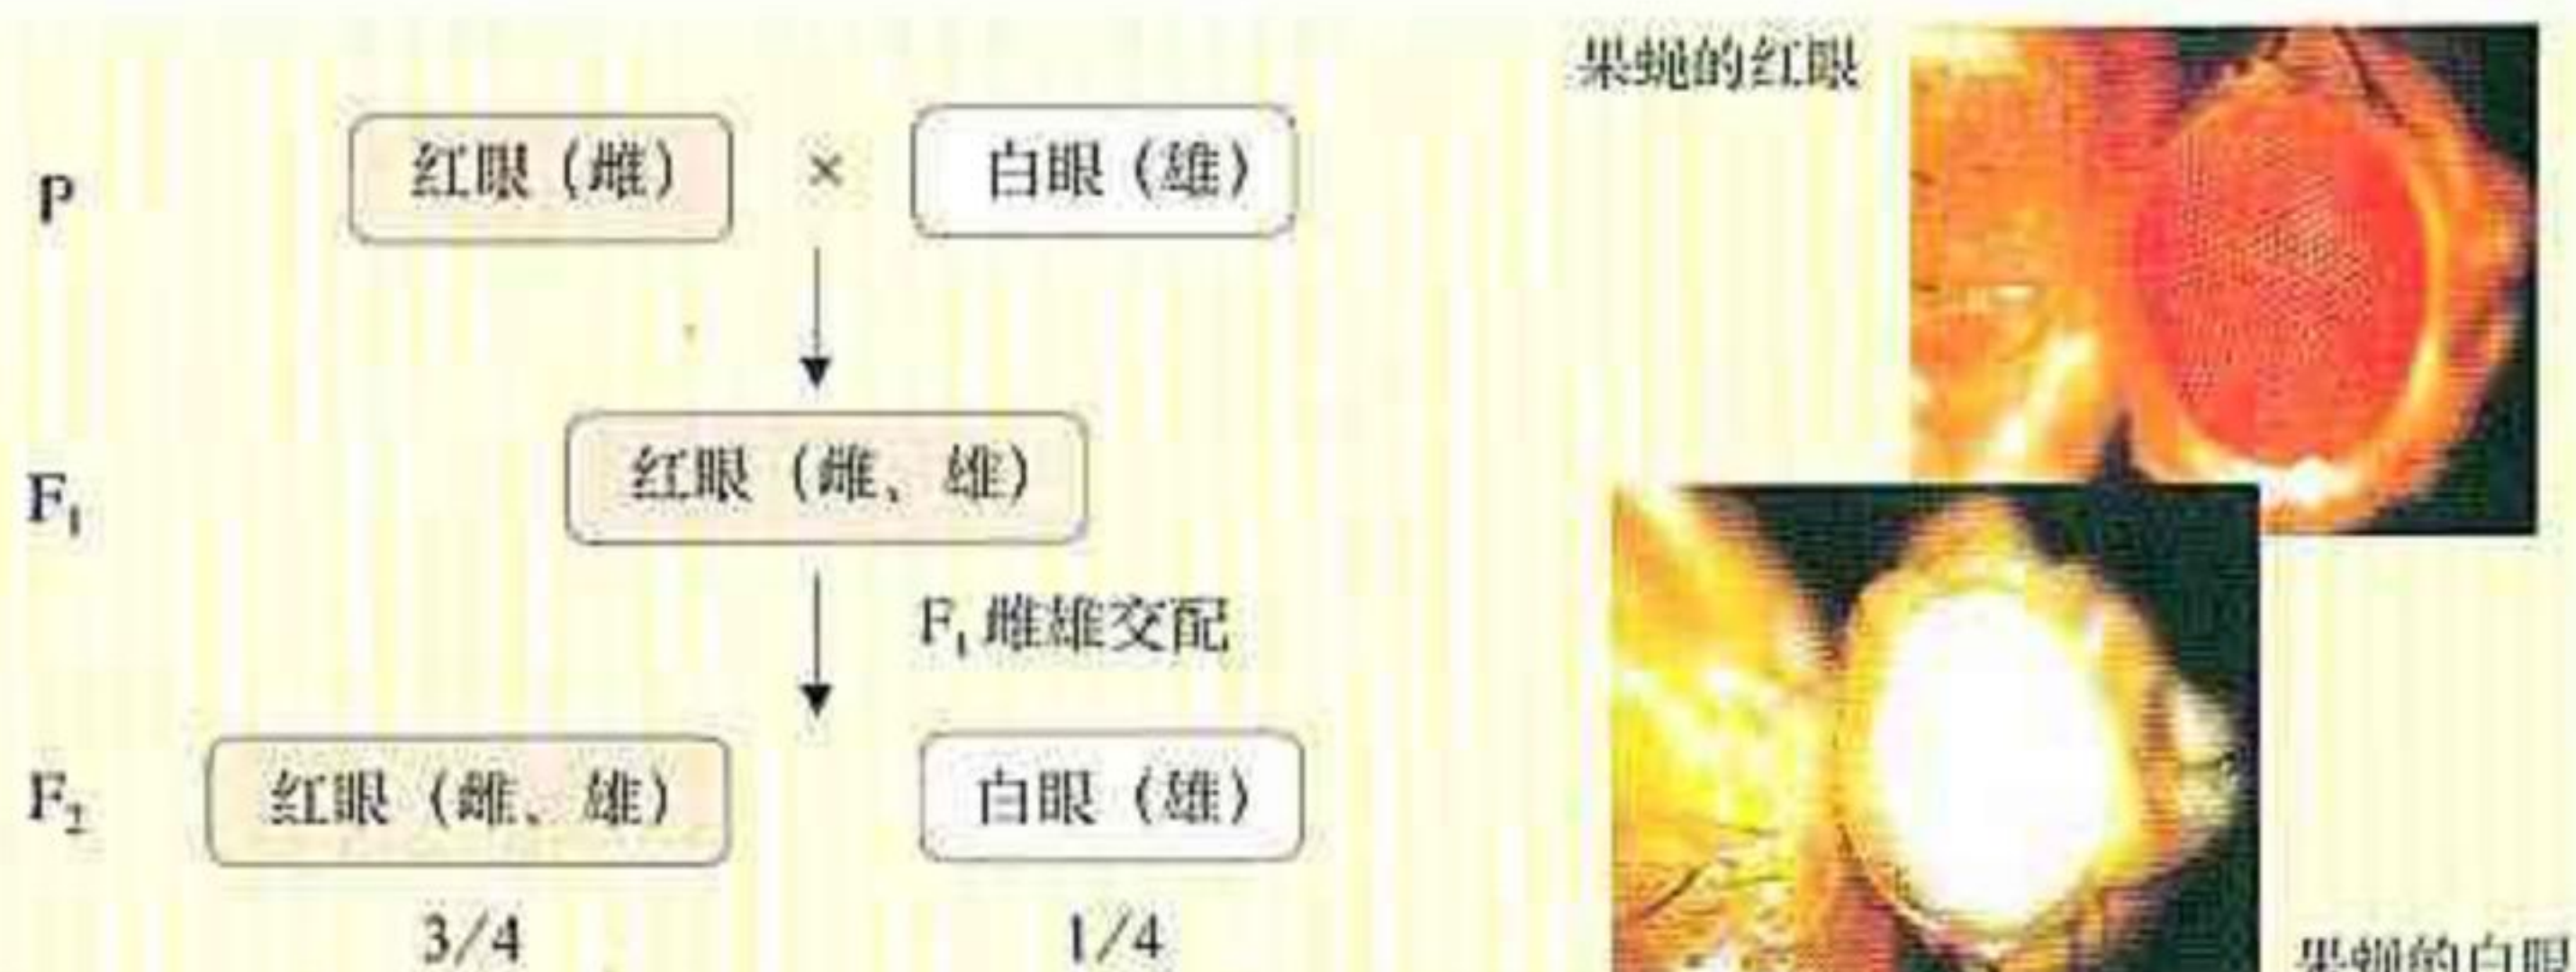 果蝇的红眼
P 红眼（雌） × 白眼（雄）
F₁ 红眼（雌、雄）
F₁雌雄交配
F₂ 红眼（雌、雄） 白眼（雄）
3/4 1/4
果蝇的白眼